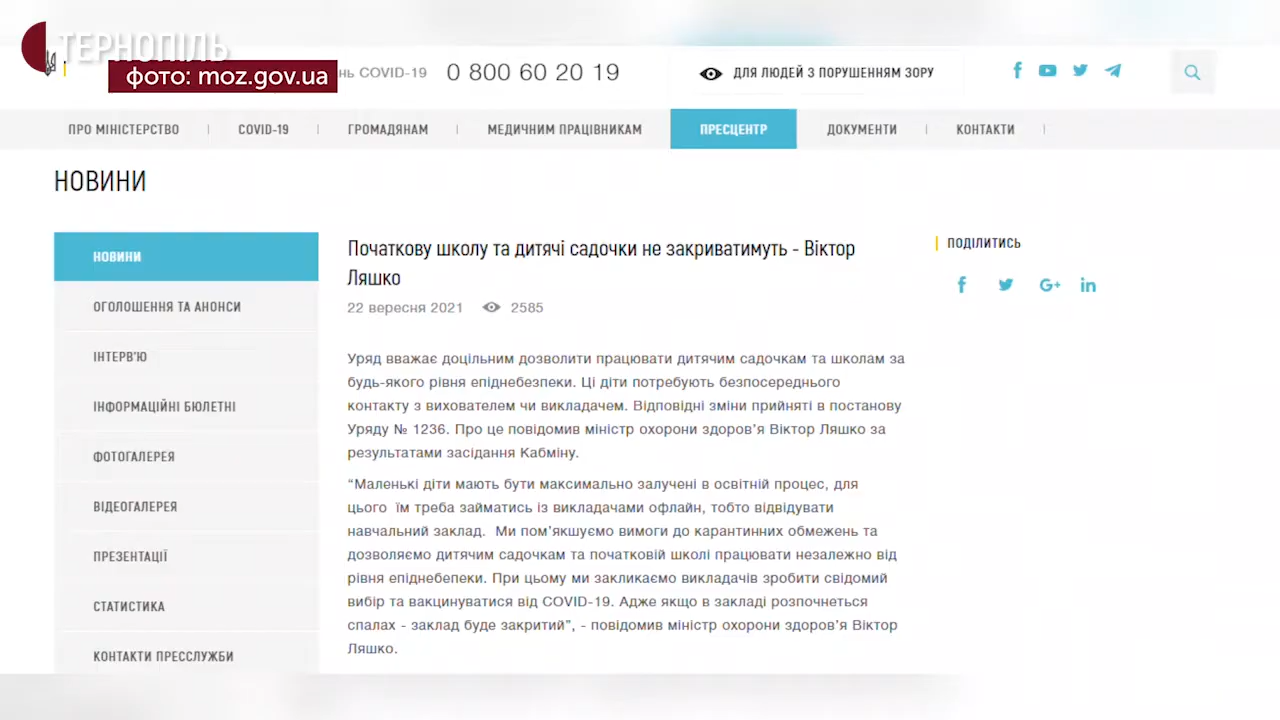 ТЕРНОПІЛЬ
фото: moz.gov.ua
нь COVID-19
0 800 60 20 19
ДЛЯ ЛЮДЕЙ З ПОРУШЕННЯМ ЗОРУ
ПРО МІНІСТЕРСТВО
COVID-19
ГРОМАДЯНАМ
МЕДИЧНИМ ПРАЦІВНИКАМ
ПРЕСЦЕНТР
ДОКУМЕНТИ
КОНТАКТИ
НОВИНИ
НОВИНИ
ОГОЛОШЕННЯ ТА АНОНСИ
ІНТЕРВ'Ю
ІНФОРМАЦІЙНІ БЮЛЕТНІ
ФОТОГАЛЕРЕЯ
ВІДЕОГАЛЕРЕЯ
ПРЕЗЕНТАЦІЇ
СТАТИСТИКА
КОНТАКТИ ПРЕССЛУЖБИ
Початкову школу та дитячі садочки не закриватимуть - Віктор
Ляшко
22 вересня 2021 2585
Уряд вважає доцільним дозволити працювати дитячим садочкам та школам за
будь-якого рівня епіднебезпеки. Ці діти потребують безпосереднього
контакту з вихователем чи викладачем. Відповідні зміни прийняті в постанову
Уряду № 1236. Про це повідомив міністр охорони здоров’я Віктор Ляшко за
результатами засідання Кабміну.
“Маленькі діти мають бути максимально залучені в освітній процес, для
цього їм треба займатись із викладачами офлайн, тобто відвідувати
навчальний заклад. Ми пом’якшуємо вимоги до карантинних обмежень та
дозволяємо дитячим садочкам та початковій школі працювати незалежно від
рівня епіднебепеки. При цьому ми закликаємо викладачів зробити свідомий
вибір та вакцинуватися від COVID-19. Адже якщо в закладі розпочнеться
спалах - заклад буде закритий”, - повідомив міністр охорони здоров’я Віктор
Ляшко.
ПОДІЛИТИСЬ